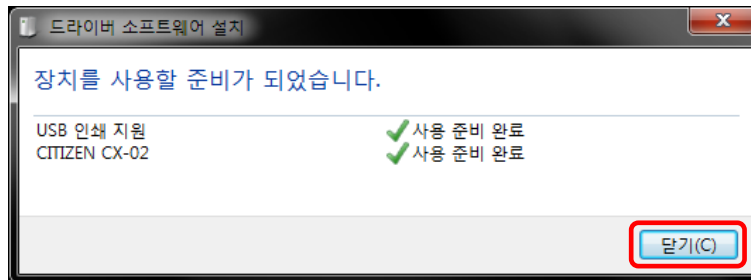 드라이버 소프트웨어 설치
장치를 사용할 준비가 되었습니다.
USB 인쇄 지원 사용 준비 완료
CITIZEN CX-02 사용 준비 완료
닫기(C)